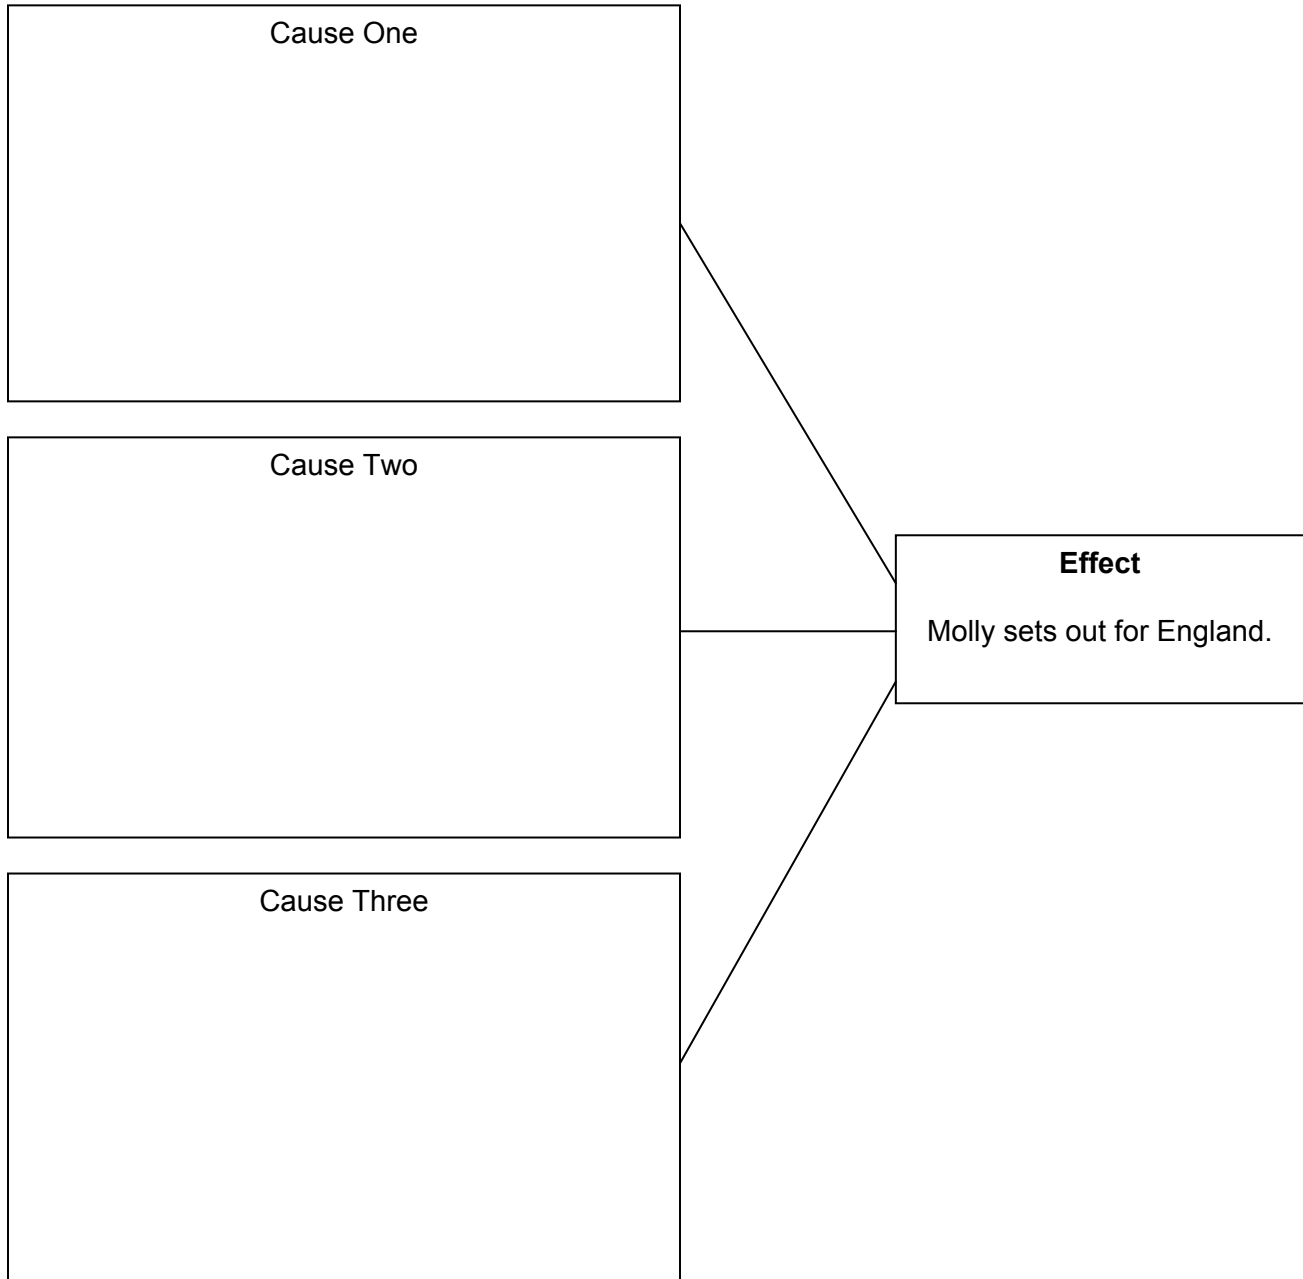 Cause One
Cause Two
Effect
Molly sets out for England.
Cause Three